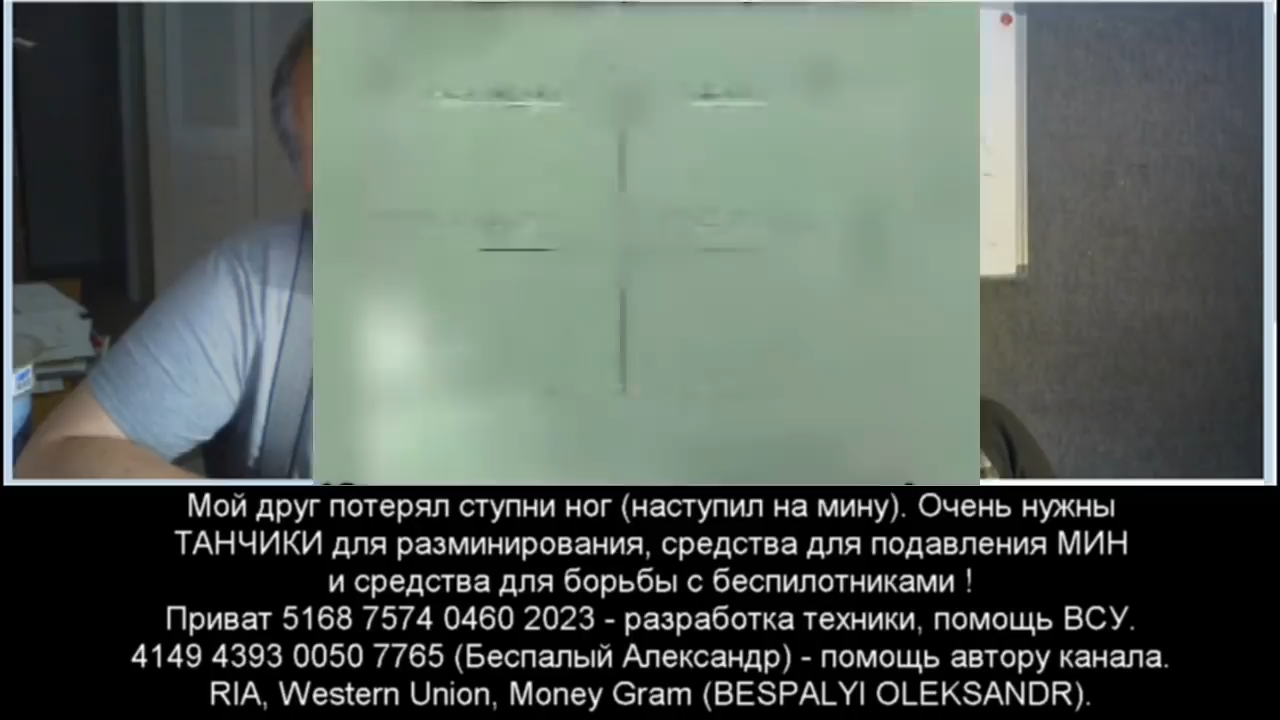 Мой друг потерял ступни ног (наступил на мину). Очень нужны
ТАНЧИКИ для разминирования, средства для подавления МИН
и средства для борьбы с беспилотниками !
Приват 5168 7574 0460 2023 - разработка техники, помощь ВСУ.
4149 4393 0050 7765 (Беспалый Александр) - помощь автору канала.
RIA, Western Union, Money Gram (BESPALYI OLEKSANDR).